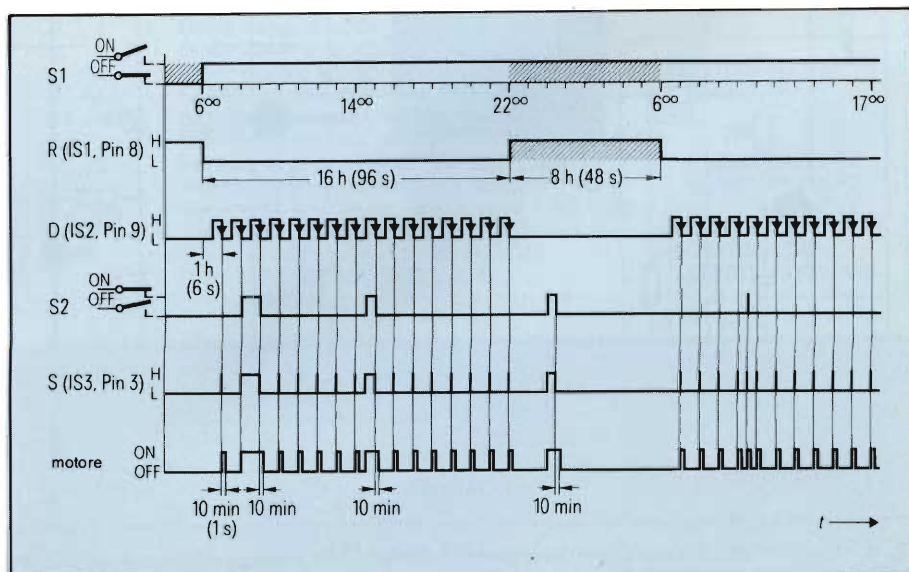 ON
OFF
S1
6⁰⁰ 14⁰⁰ 22⁰⁰ 6⁰⁰ 17⁰⁰
R (IS1, Pin 8) H
L
16 h (96 s) 8 h (48 s)
D (IS2, Pin 9) H
L
1 h
(6 s)
ON
OFF
S2
S (IS3, Pin 3) H
L
motore ON
OFF
10 min 10 min 10 min 10 min
(1 s)
t